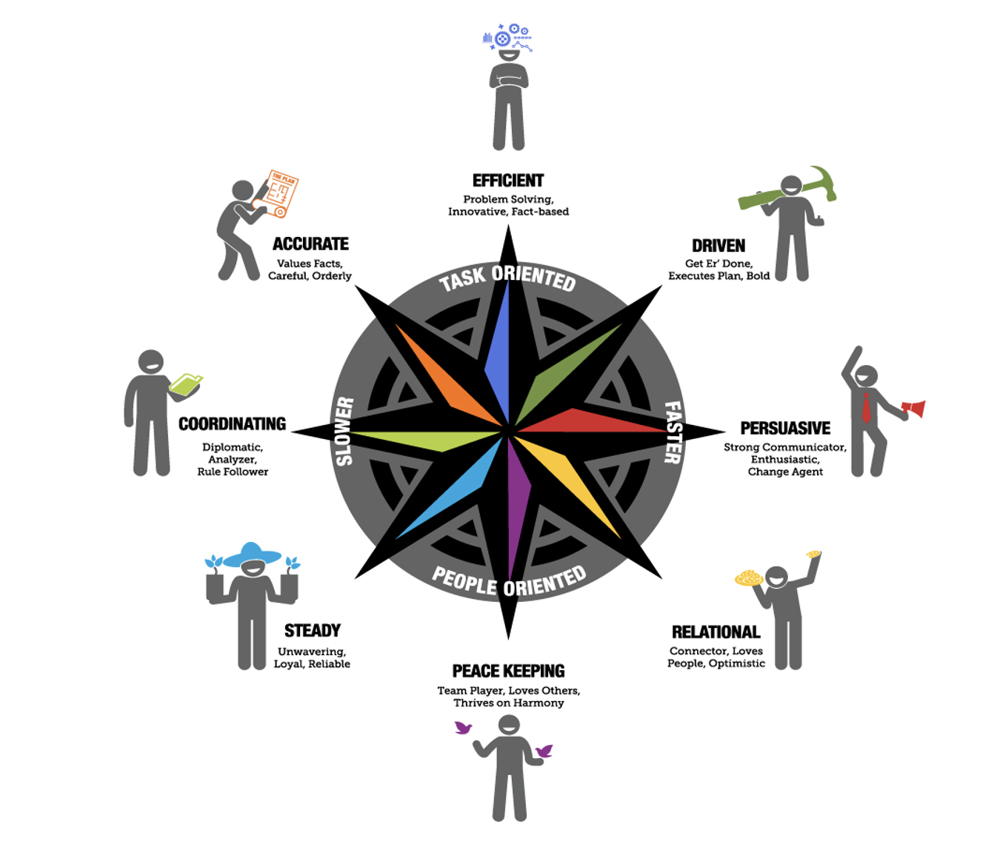 EFFICIENT
Problem Solving,
Innovative, Fact-based
THE PLAN
ACCURATE
Values Facts,
Careful, Orderly
DRIVEN
Get Er' Done,
Executes Plan, Bold
TASK ORIENTED
COORDINATING
Diplomatic,
Analyzer,
Rule Follower
SLOWER
FASTER
PERSUASIVE
Strong Communicator,
Enthusiastic,
Change Agent
PEOPLE ORIENTED
STEADY
Unwavering,
Loyal, Reliable
RELATIONAL
Connector, Loves
People, Optimistic
PEACE KEEPING
Team Player, Loves Others,
Thrives on Harmony